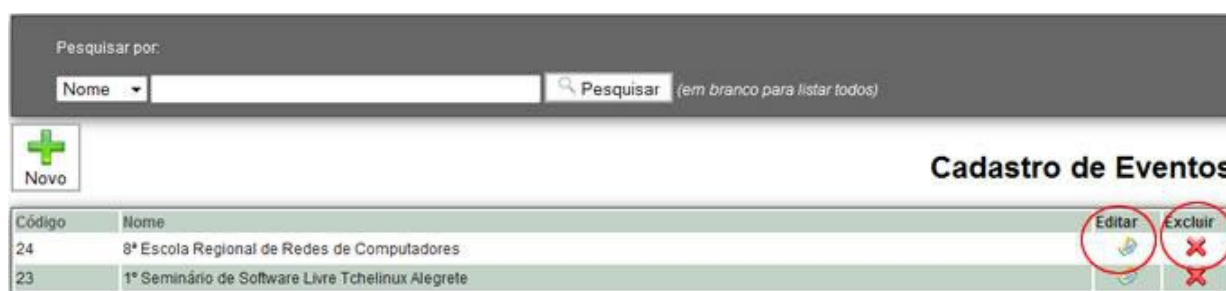 Pesquisar por:
Nome Pesquisar (em branco para listar todos)
Novo
Cadastro de Eventos
Código Nome Editar Excluir
24 8ª Escola Regional de Redes de Computadores
23 1º Seminário de Software Livre Tchelinux Alegrete